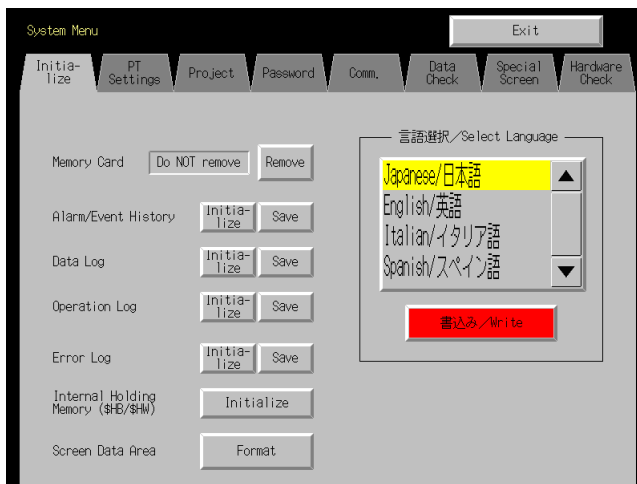 System Menu
Exit
Initia-
lize
PT
Settings
Project
Password
Comm.
Data
Check
Special
Screen
Hardware
Check
言語選択/Select Language
Memory Card
Do NOT remove
Remove
Japanese/日本語
English/英語
Italian/イタリア語
Spanish/スペイン語
Alarm/Event History
Initia-
lize
Save
Data Log
Initia-
lize
Save
書込み/Write
Operation Log
Initia-
lize
Save
Error Log
Initia-
lize
Save
Internal Holding
Memory ($HB/$HW)
Initialize
Screen Data Area
Format